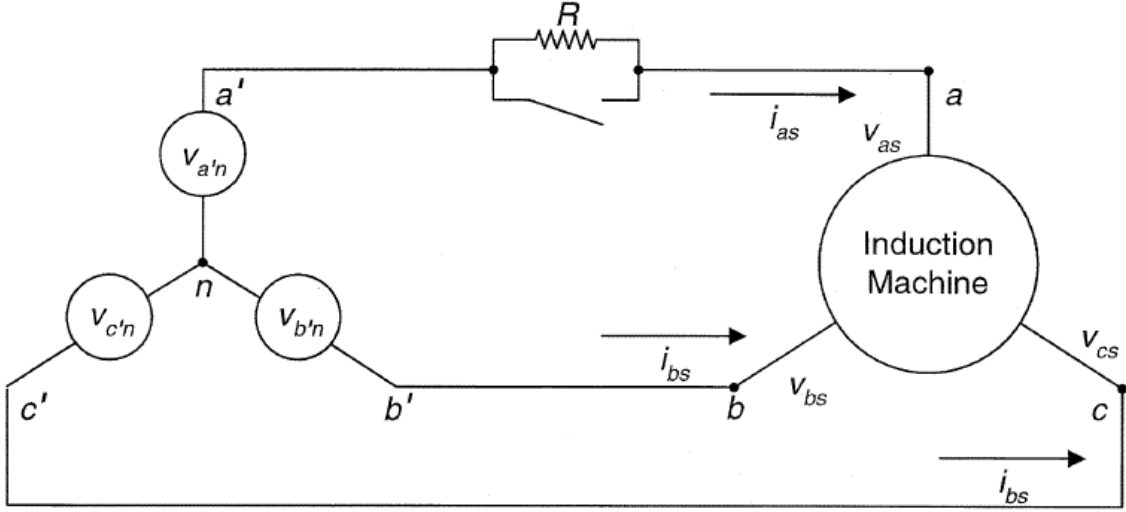 R
a'
i_as
a
v_as
v_a'n
Induction
Machine
n
v_c'n
v_b'n
i_bs
v_cs
v_bs
c'
b'
b
c
i_bs